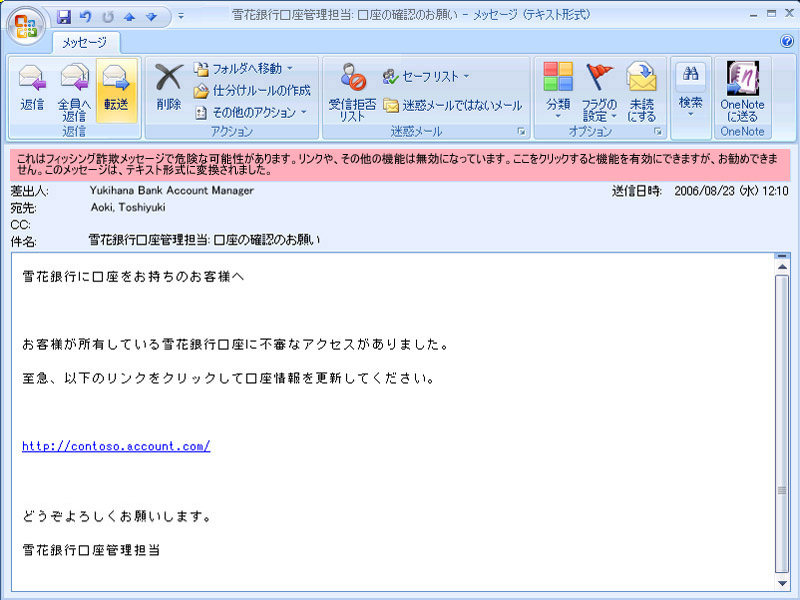 雪花銀行口座管理担当: 口座の確認のお願い - メッセージ (テキスト形式)
メッセージ
返信
全員へ返信
転送
返信
削除
フォルダへ移動
仕分けルールの作成
その他のアクション
アクション
受信拒否リスト
セーフ リスト
迷惑メールではないメール
迷惑メール
分類
フラグの設定
未読にする
オプション
検索
OneNote に送る
OneNote
これはフィッシング詐欺メッセージで危険な可能性があります。リンクや、その他の機能は無効になっています。ここをクリックすると機能を有効にできますが、お勧めできま
せん。このメッセージは、テキスト形式に変換されました。
差出人: Yukihana Bank Account Manager 送信日時: 2006/08/23 (水) 12:10
宛先: Aoki, Toshiyuki
CC:
件名: 雪花銀行口座管理担当: 口座の確認のお願い
雪花銀行に口座をお持ちのお客様へ
お客様が所有している雪花銀行口座に不審なアクセスがありました。
至急、以下のリンクをクリックして口座情報を更新してください。
http://contoso.account.com/
どうぞよろしくお願いします。
雪花銀行口座管理担当